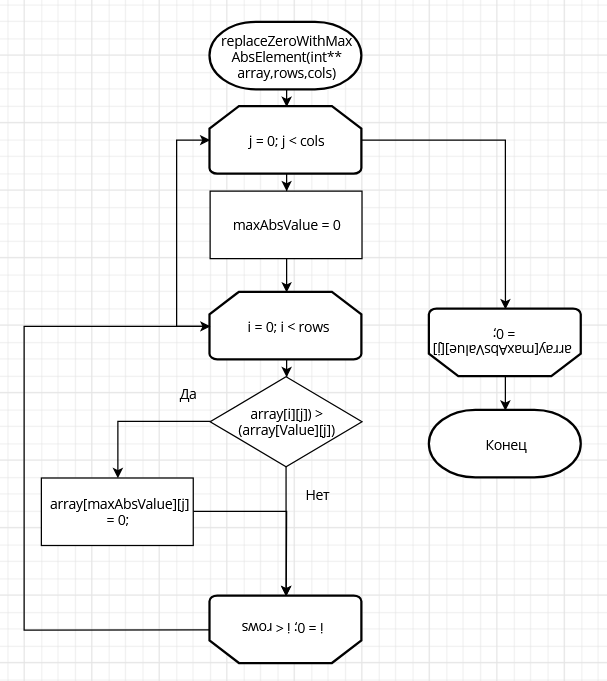 replaceZeroWithMax
AbsElement(int**
array,rows,cols)
j = 0; j < cols
maxAbsValue = 0
i = 0; i < rows
array[maxAbsValue][j]
= 0;
Да
array[i][j]) >
(array[Value][j])
Конец
Нет
array[maxAbsValue][j]
= 0;
i = 0; i < rows